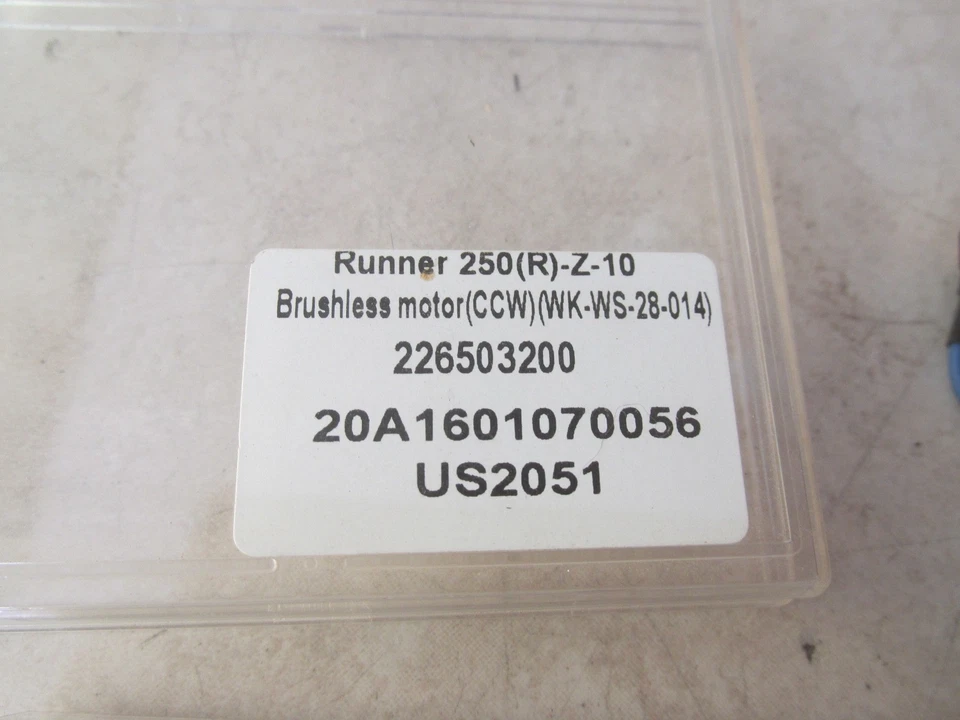 Runner 250(R)-Z-10
Brushless motor(CCW)(WK-WS-28-014)
226503200
20A1601070056
US2051